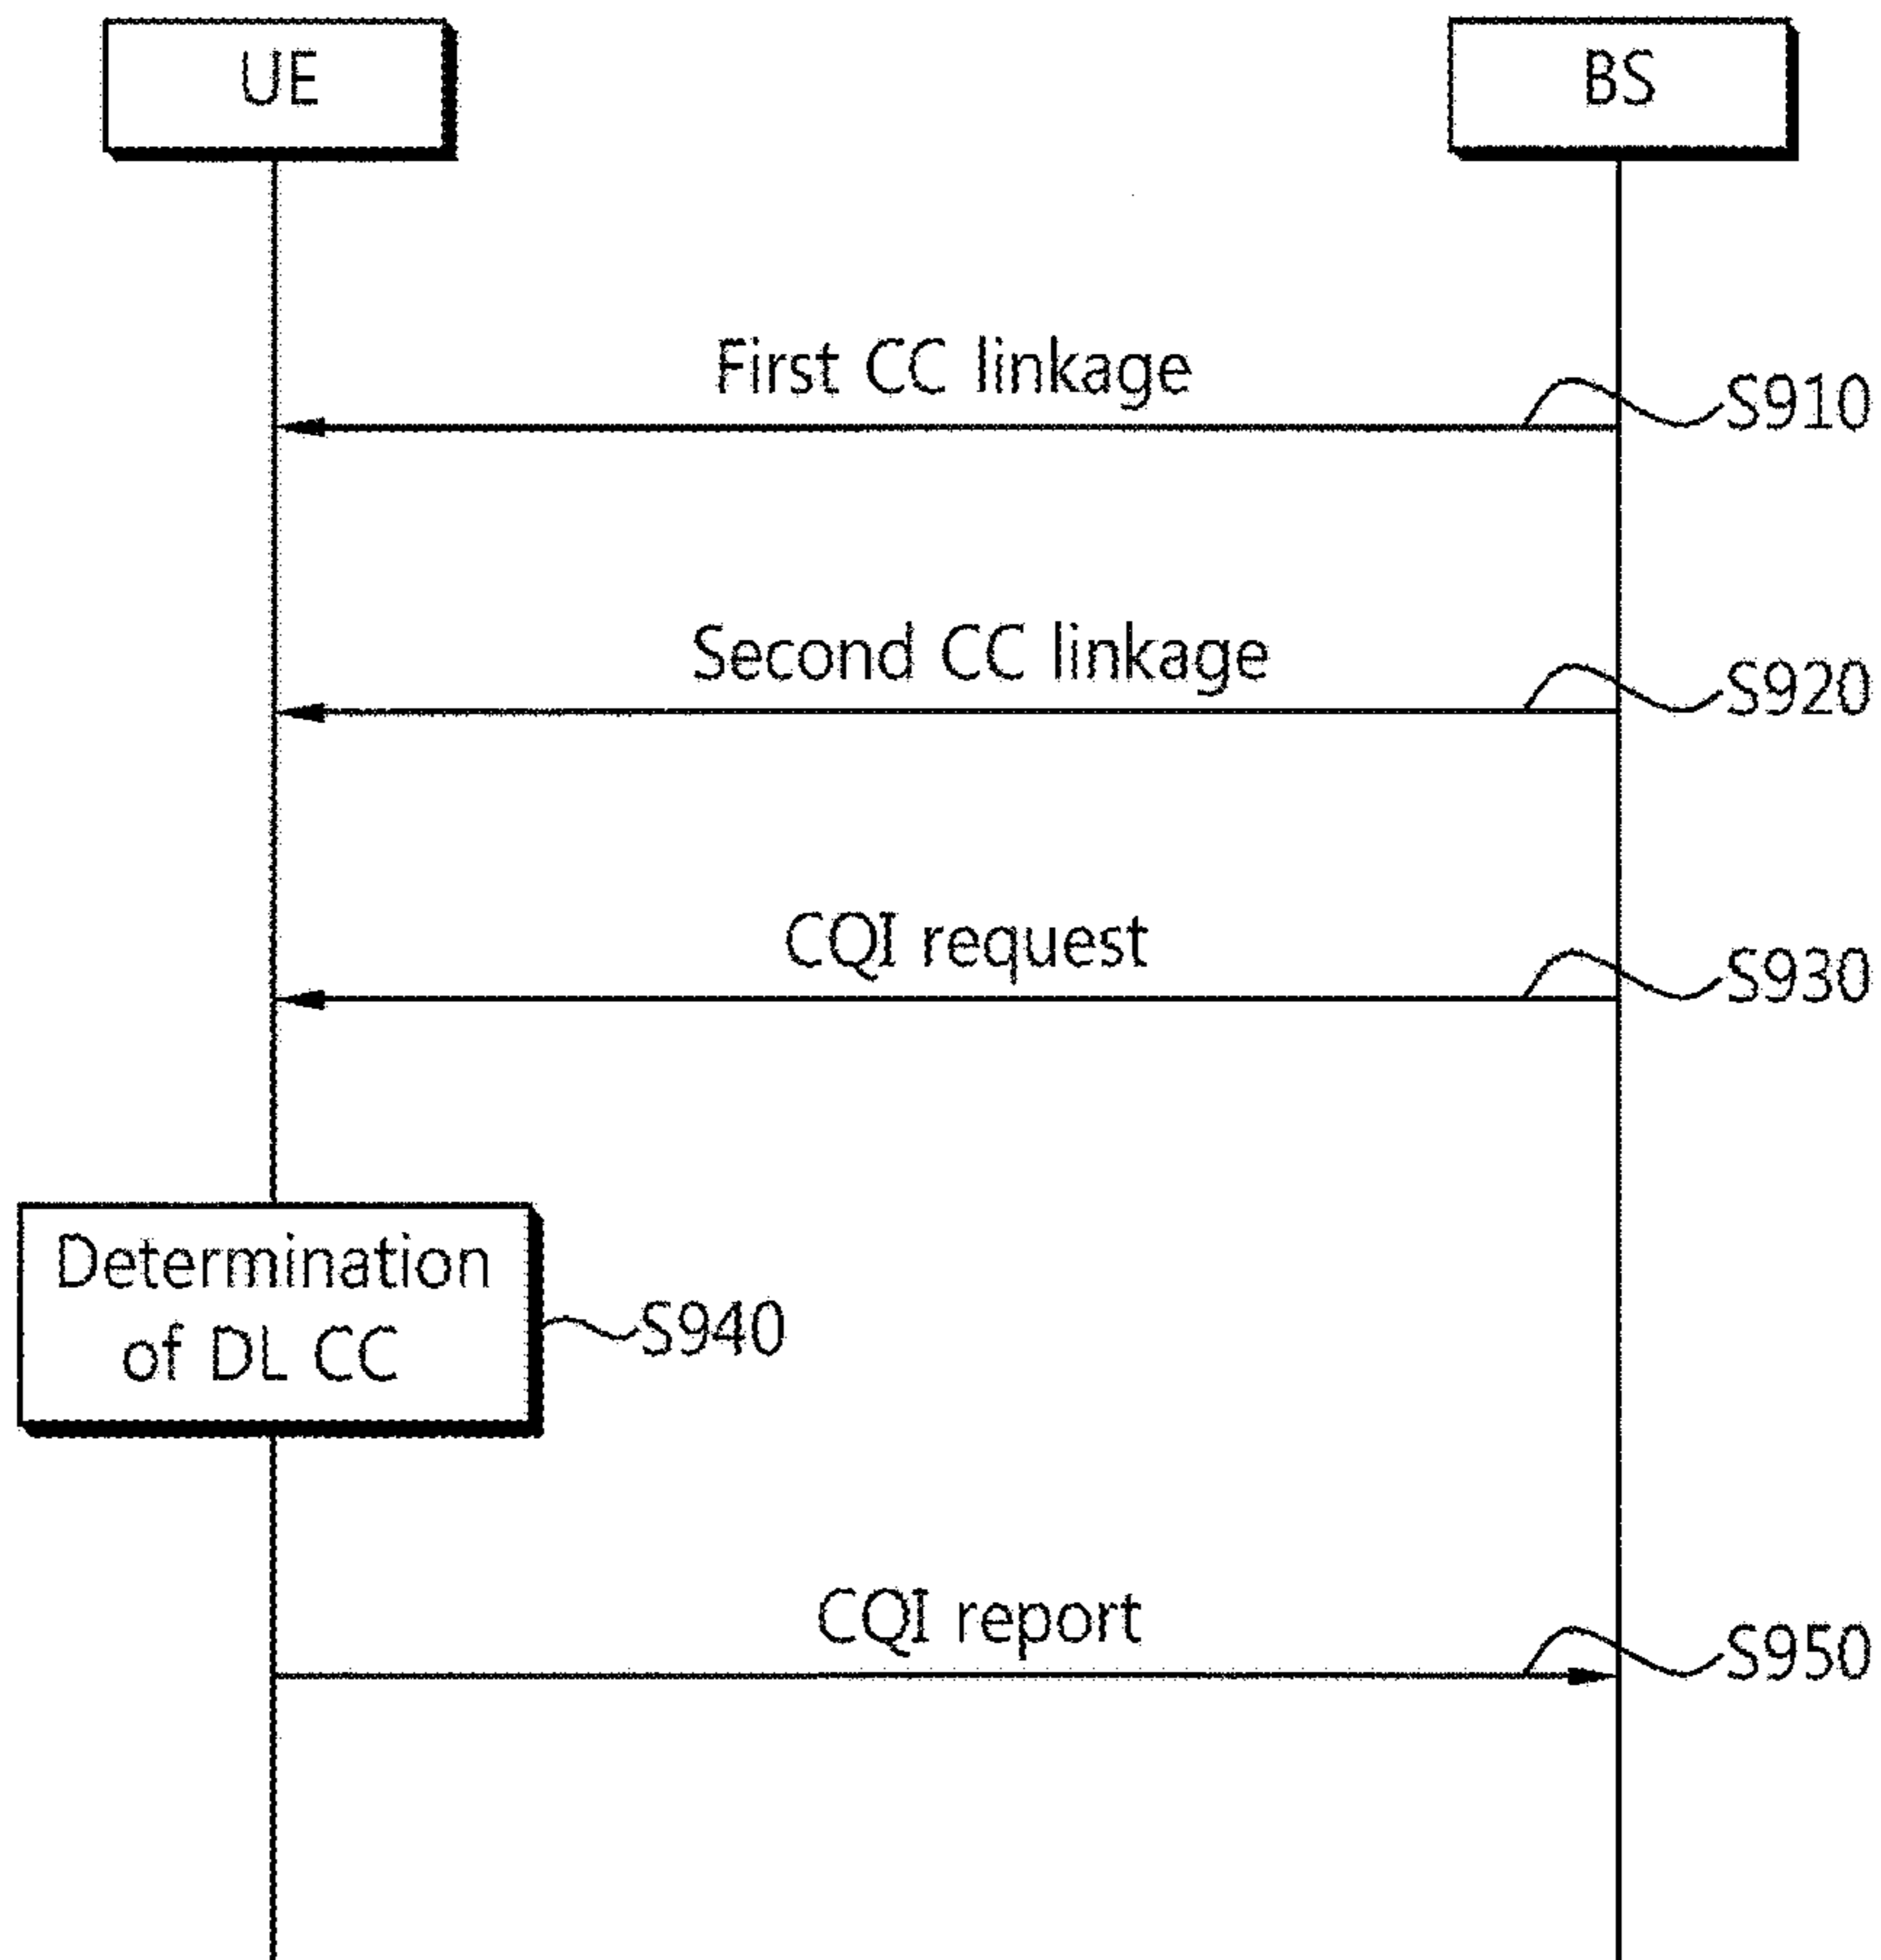 UE
BS
First CC linkage
S910
Second CC linkage
S920
CQI request
S930
Determination
of DL CC
S940
CQI report
S950